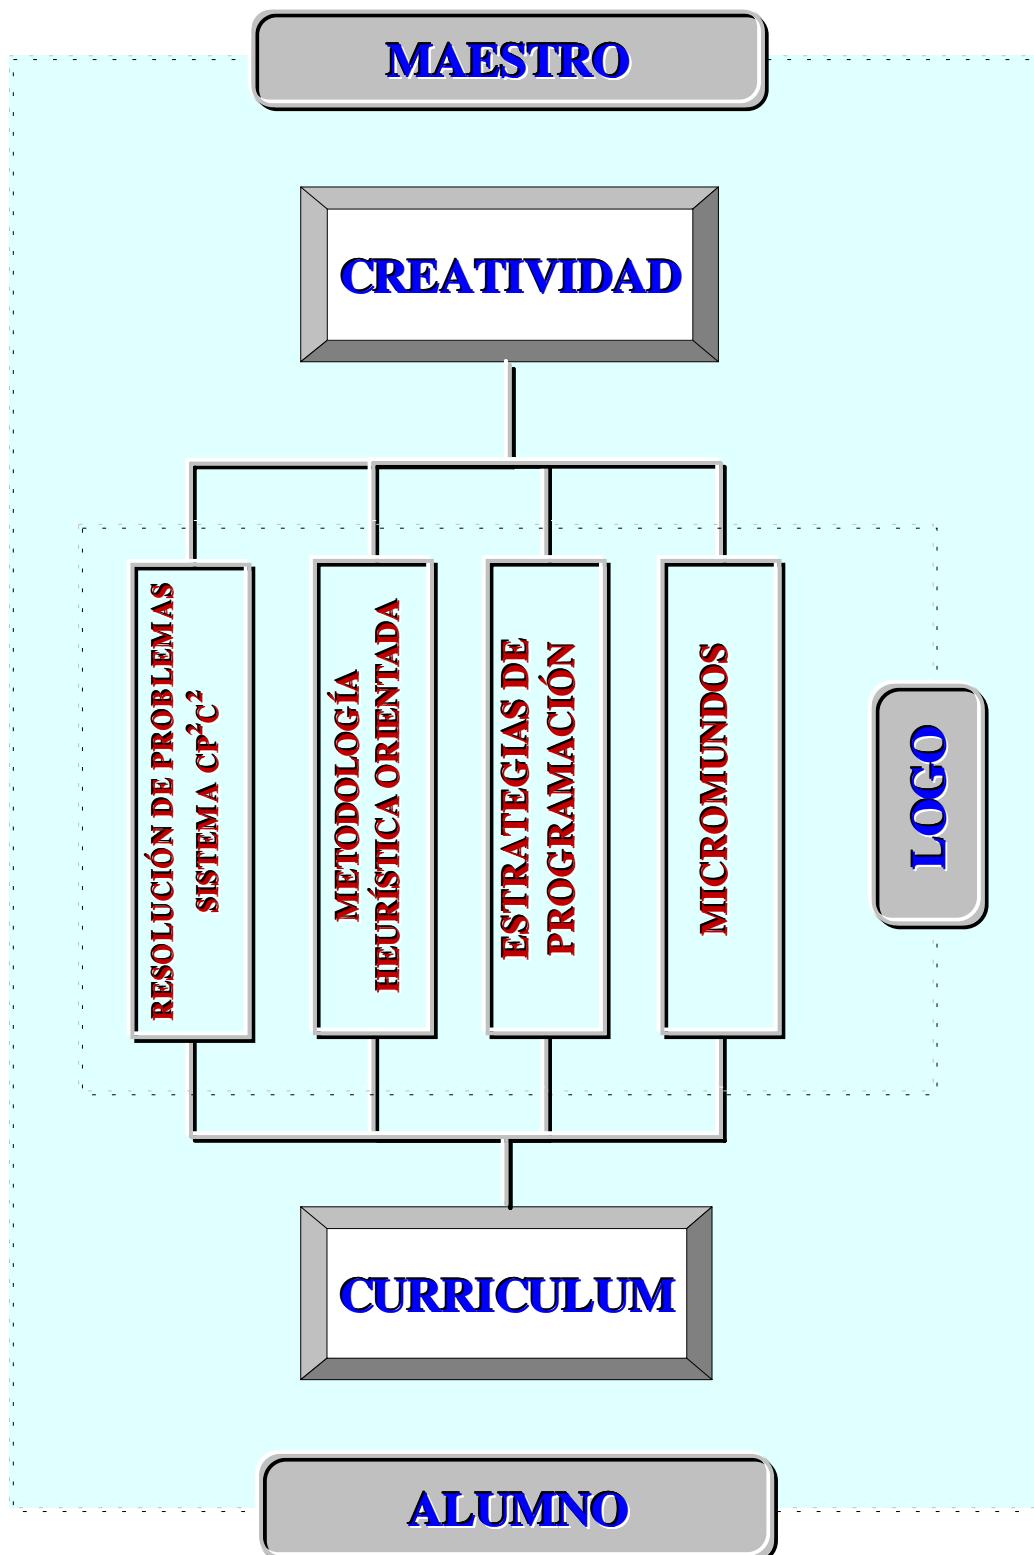 MAESTRO
CREATIVIDAD
RESOLUCIÓN DE PROBLEMAS
SISTEMA CP²C²
METODOLOGÍA
HEURÍSTICA ORIENTADA
ESTRATEGIAS DE
PROGRAMACIÓN
MICROMUNDOS
LOGO
CURRICULUM
ALUMNO